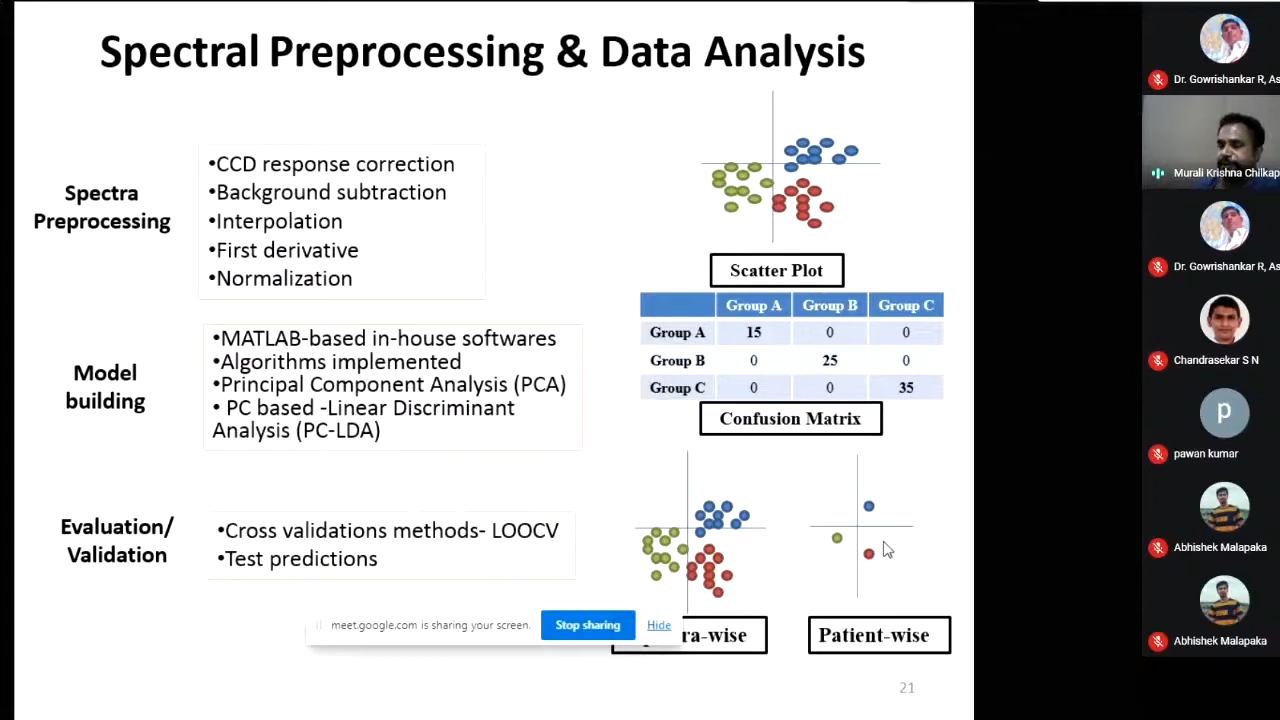 Spectral Preprocessing & Data Analysis
Spectra
Preprocessing
•CCD response correction
•Background subtraction
•Interpolation
•First derivative
•Normalization
Scatter Plot
Group A Group B Group C
Group A 15 0 0
Group B 0 25 0
Group C 0 0 35
Confusion Matrix
Model
building
•MATLAB-based in-house softwares
•Algorithms implemented
•Principal Component Analysis (PCA)
• PC based -Linear Discriminant
Analysis (PC-LDA)
Evaluation/
Validation
•Cross validations methods- LOOCV
•Test predictions
meet.google.com is sharing your screen. Stop sharing Hide
ra-wise
Patient-wise
21
Dr. Gowrishankar R, As
Murali Krishna Chilkap
Dr. Gowrishankar R, As
Chandrasekar S N
p
pawan kumar
Abhishek Malapaka
Abhishek Malapaka